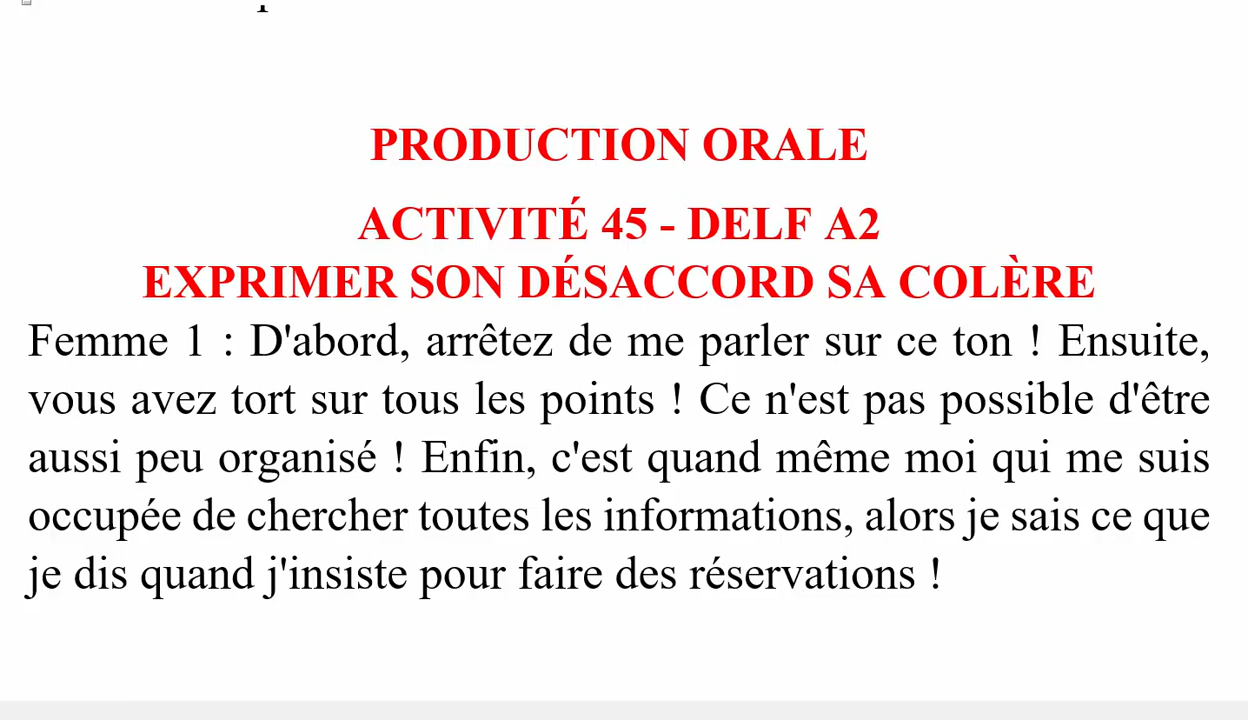 PRODUCTION ORALE
ACTIVITÉ 45 - DELF A2
EXPRIMER SON DÉSACCORD SA COLÈRE
Femme 1 : D'abord, arrêtez de me parler sur ce ton ! Ensuite,
vous avez tort sur tous les points ! Ce n'est pas possible d'être
aussi peu organisé ! Enfin, c'est quand même moi qui me suis
occupée de chercher toutes les informations, alors je sais ce que
je dis quand j'insiste pour faire des réservations !